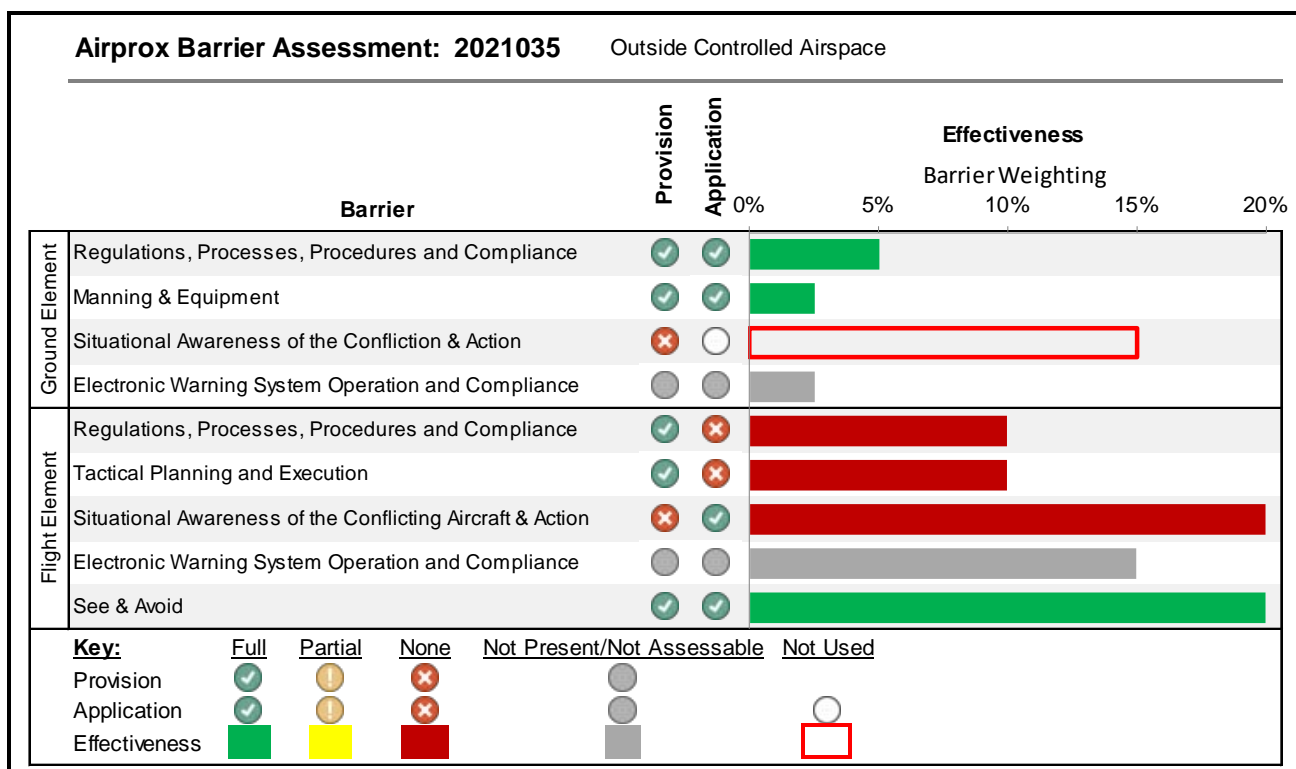 Airprox Barrier Assessment: 2021035 Outside Controlled Airspace
Provision
Application
Effectiveness
Barrier Weighting
Barrier
0% 5% 10% 15% 20%
Ground Element
Regulations, Processes, Procedures and Compliance
Manning & Equipment
Situational Awareness of the Confliction & Action
Electronic Warning System Operation and Compliance
Flight Element
Regulations, Processes, Procedures and Compliance
Tactical Planning and Execution
Situational Awareness of the Conflicting Aircraft & Action
Electronic Warning System Operation and Compliance
See & Avoid
Key: Full Partial None Not Present/Not Assessable Not Used
Provision
Application
Effectiveness